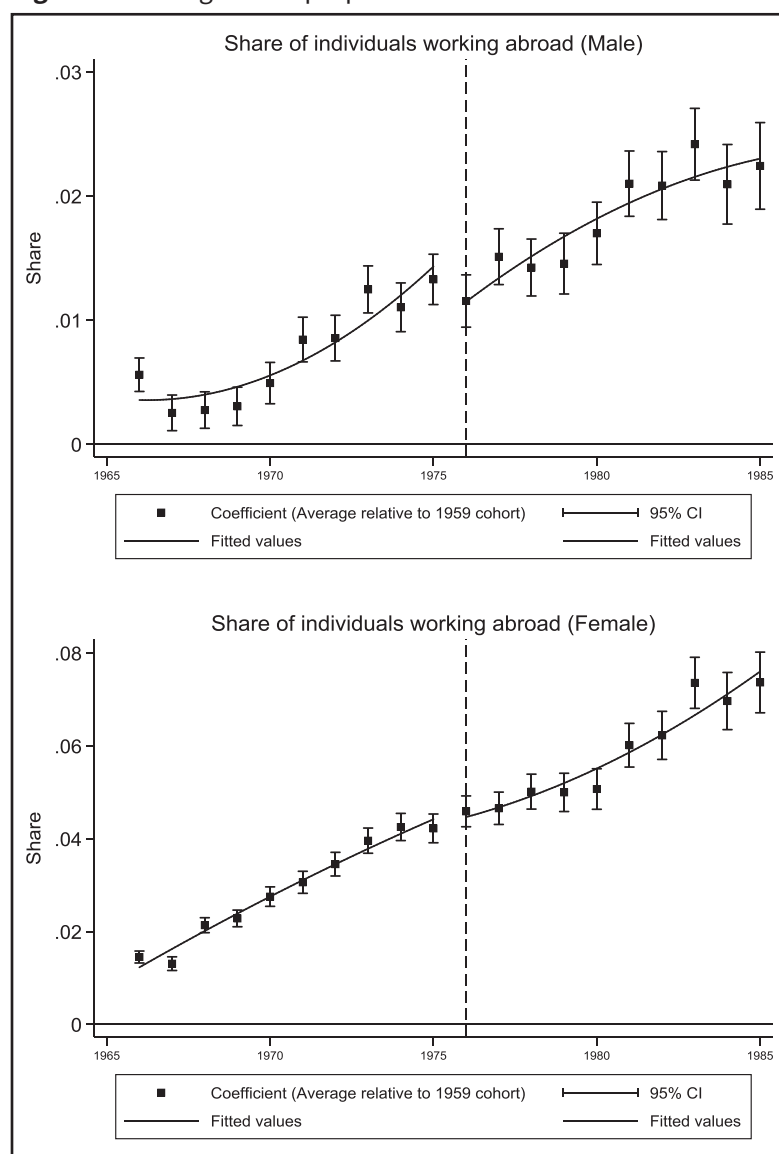 Share of individuals working abroad (Male)
.03
.02
.01
0
Share
1965 1970 1975 1980 1985
Coefficient (Average relative to 1959 cohort) 95% CI
Fitted values Fitted values
Share of individuals working abroad (Female)
.08
.06
.04
.02
0
Share
1965 1970 1975 1980 1985
Coefficient (Average relative to 1959 cohort) 95% CI
Fitted values Fitted values